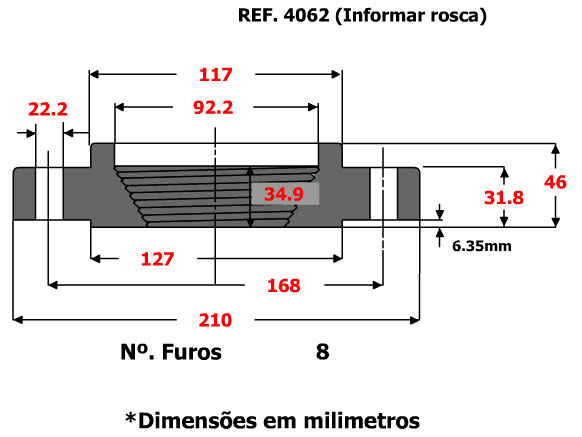 REF. 4062 (Informar rosca)
117
22.2
92.2
34.9
31.8
46
6.35mm
127
168
210
Nº. Furos 8
*Dimensões em milimetros